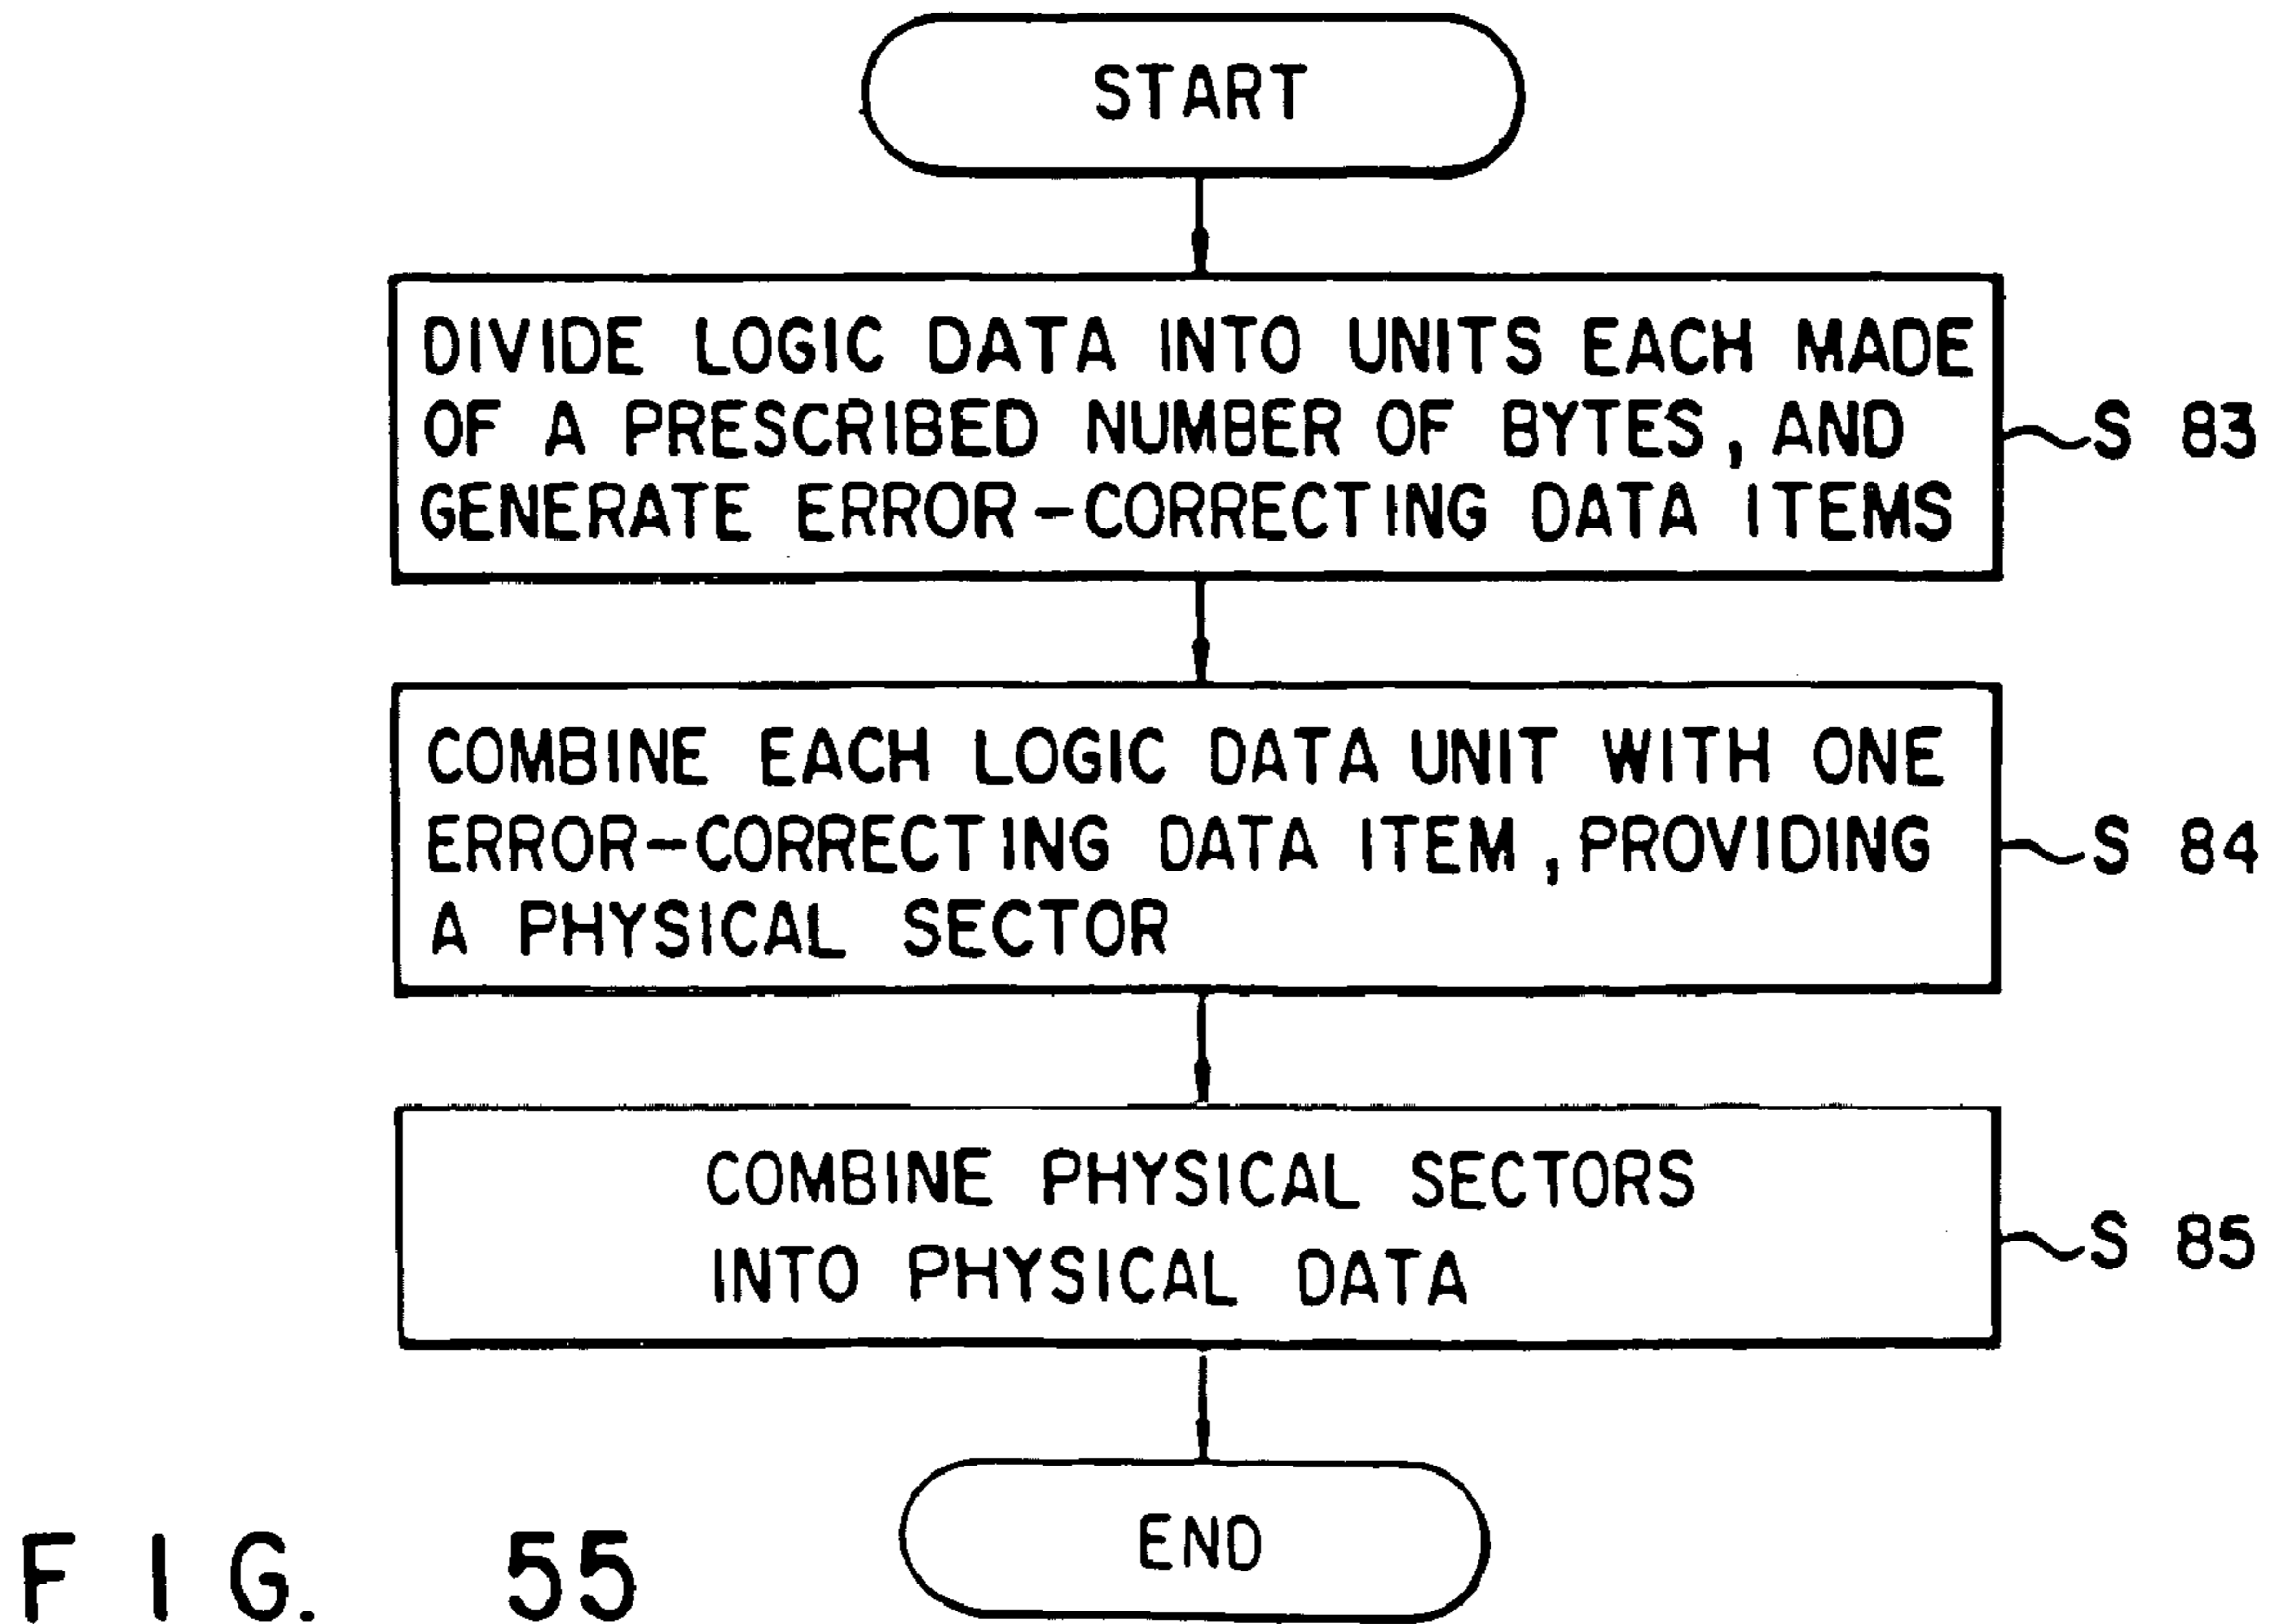 START
DIVIDE LOGIC DATA INTO UNITS EACH MADE
OF A PRESCRIBED NUMBER OF BYTES, AND
GENERATE ERROR-CORRECTING DATA ITEMS
S 83
COMBINE EACH LOGIC DATA UNIT WITH ONE
ERROR-CORRECTING DATA ITEM, PROVIDING
A PHYSICAL SECTOR
S 84
COMBINE PHYSICAL SECTORS
INTO PHYSICAL DATA
S 85
END
FIG. 55